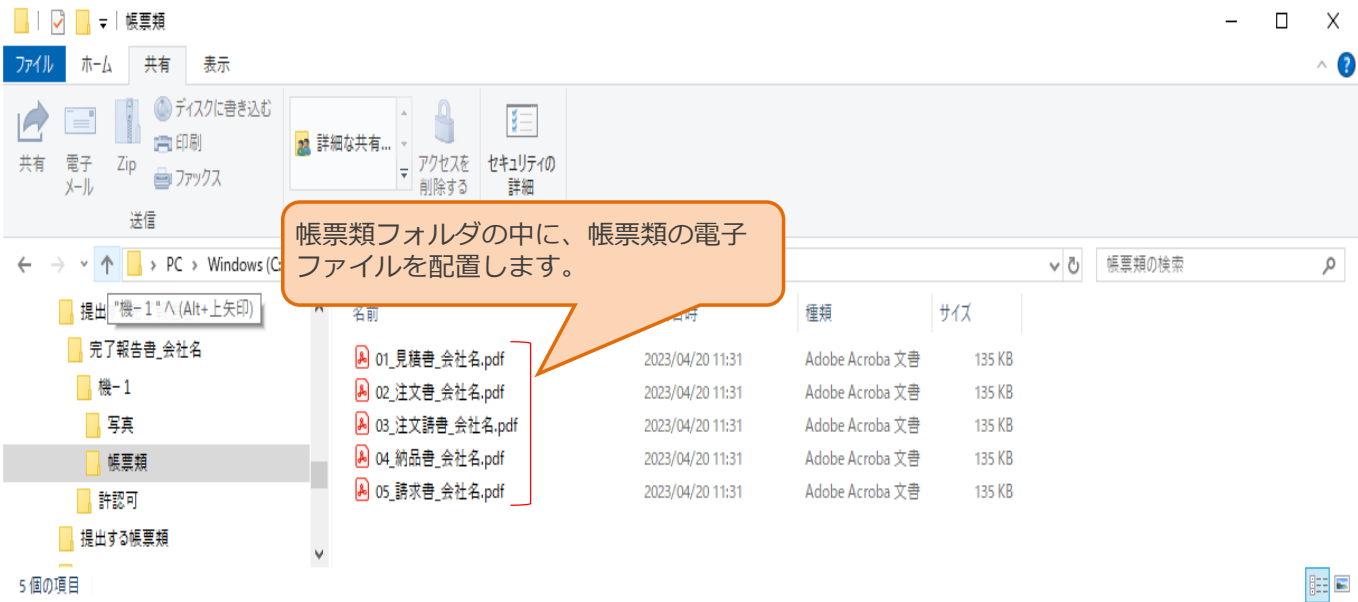 帳票類
ファイル ホーム 共有 表示
共有
電子
メール
Zip
ディスクに書き込む
印刷
ファックス
送信
詳細な共有...
アクセスを
削除する
セキュリティの
詳細
帳票類フォルダの中に、帳票類の電子
ファイルを配置します。
PC › Windows (C:
帳票類の検索
提出
"機－1" へ (Alt+上矢印)
完了報告書_会社名
機－1
写真
帳票類
許認可
提出する帳票類
名前 種類 サイズ
01_見積書_会社名.pdf 2023/04/20 11:31 Adobe Acroba 文書 135 KB
02_注文書_会社名.pdf 2023/04/20 11:31 Adobe Acroba 文書 135 KB
03_注文請書_会社名.pdf 2023/04/20 11:31 Adobe Acroba 文書 135 KB
04_納品書_会社名.pdf 2023/04/20 11:31 Adobe Acroba 文書 135 KB
05_請求書_会社名.pdf 2023/04/20 11:31 Adobe Acroba 文書 135 KB
5 個の項目